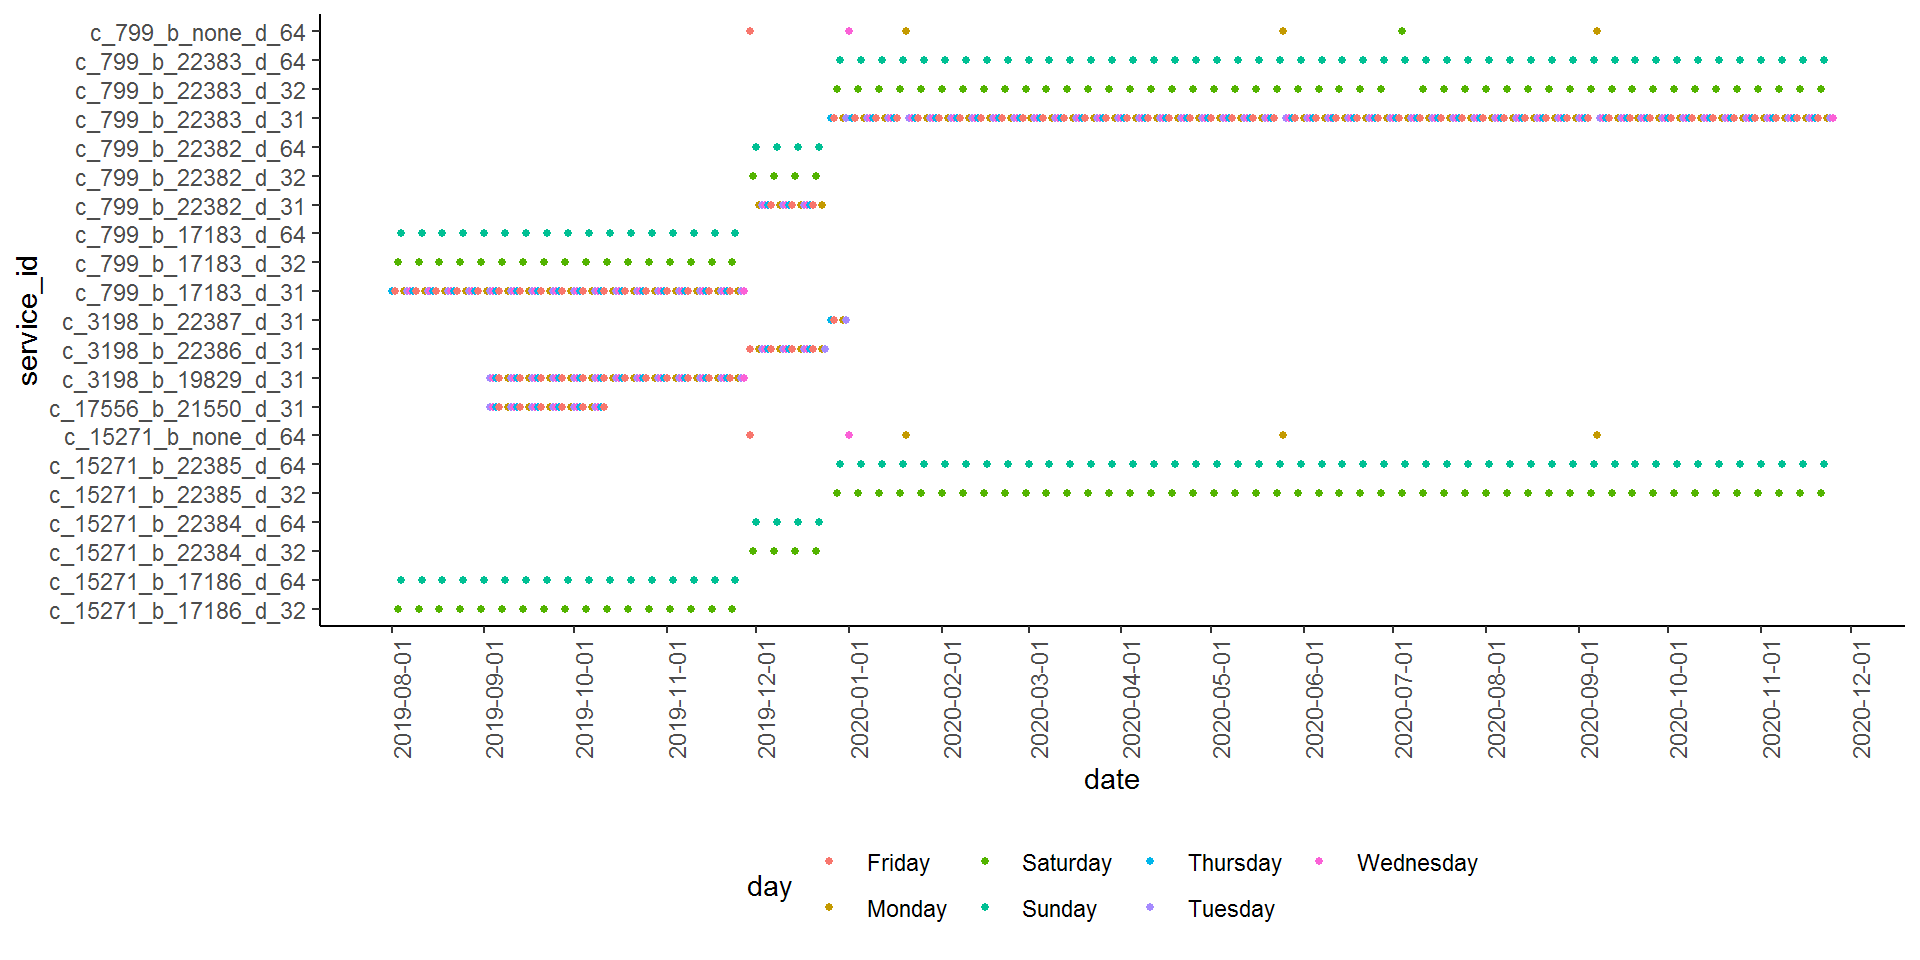 c_799_b_none_d_64
c_799_b_22383_d_64
c_799_b_22383_d_32
c_799_b_22383_d_31
c_799_b_22382_d_64
c_799_b_22382_d_32
c_799_b_22382_d_31
c_799_b_17183_d_64
c_799_b_17183_d_32
c_799_b_17183_d_31
c_3198_b_22387_d_31
c_3198_b_22386_d_31
c_3198_b_19829_d_31
c_17556_b_21550_d_31
c_15271_b_none_d_64
c_15271_b_22385_d_64
c_15271_b_22385_d_32
c_15271_b_22384_d_64
c_15271_b_22384_d_32
c_15271_b_17186_d_64
c_15271_b_17186_d_32
service_id
2019-08-01
2019-09-01
2019-10-01
2019-11-01
2019-12-01
2020-01-01
2020-02-01
2020-03-01
2020-04-01
2020-05-01
2020-06-01
2020-07-01
2020-08-01
2020-09-01
2020-10-01
2020-11-01
2020-12-01
date
day
Friday
Saturday
Thursday
Wednesday
Monday
Sunday
Tuesday